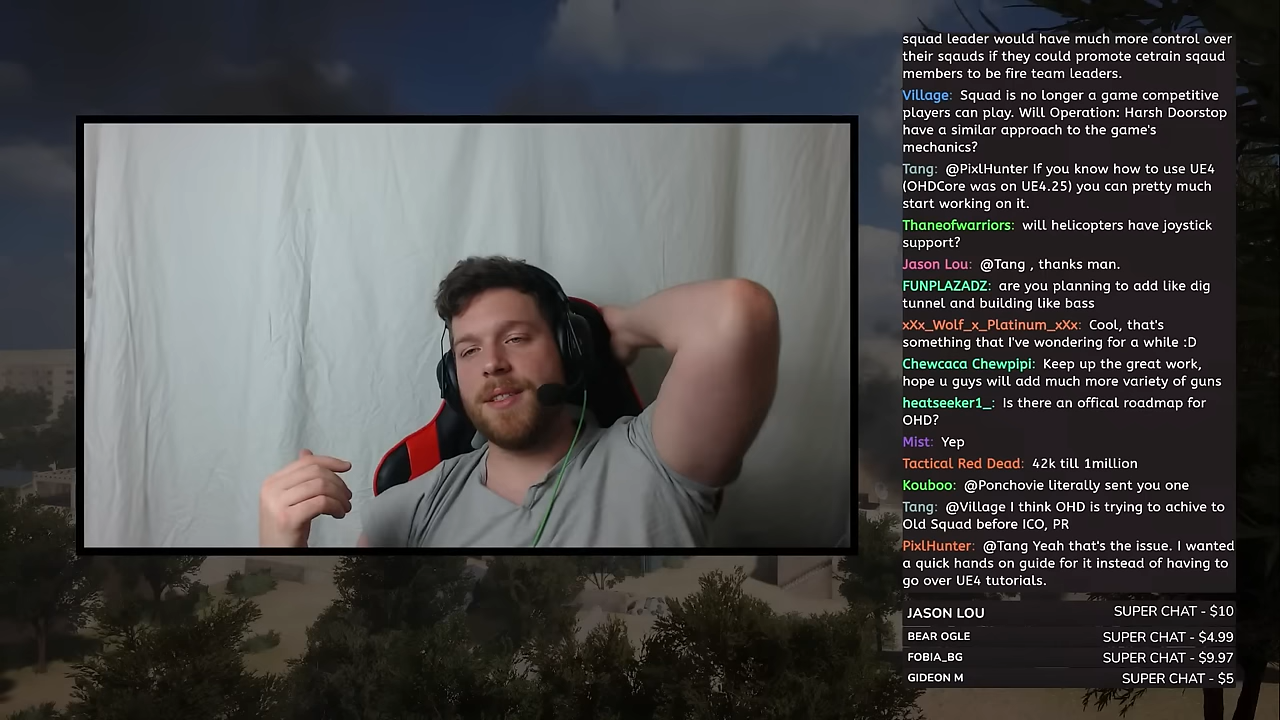 squad leader would have much more control over
their sqauds if they could promote cetrain sqaud
members to be fire team leaders.
Village: Squad is no longer a game competitive
players can play. Will Operation: Harsh Doorstop
have a similar approach to the game's
mechanics?
Tang: @PixlHunter If you know how to use UE4
(OHDCore was on UE4.25) you can pretty much
start working on it.
Thaneofwarriors: will helicopters have joystick
support?
Jason Lou: @Tang , thanks man.
FUNPLAZADZ: are you planning to add like dig
tunnel and building like bass
xXx_Wolf_x_Platinum_xXx: Cool, that's
something that I've wondering for a while :D
Chewcaca Chewpipi: Keep up the great work,
hope u guys will add much more variety of guns
heatseeker1_: Is there an offical roadmap for
OHD?
Mist: Yep
Tactical Red Dead: 42k till 1million
Kouboo: @Ponchovie literally sent you one
Tang: @Village I think OHD is trying to achive to
Old Squad before ICO, PR
PixlHunter: @Tang Yeah that's the issue. I wanted
a quick hands on guide for it instead of having to
go over UE4 tutorials.
JASON LOU SUPER CHAT - $10
BEAR OGLE SUPER CHAT - $4.99
FOBIA_BG SUPER CHAT - $9.97
GIDEON M SUPER CHAT - $5